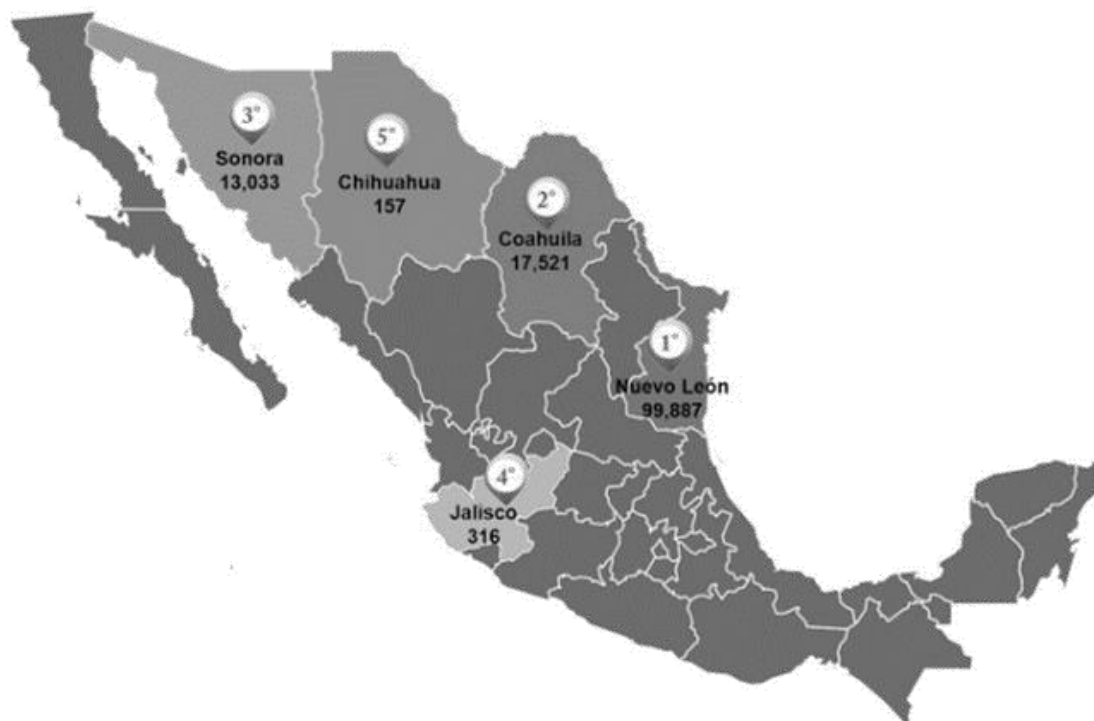 3°
Sonora
13,033
5°
Chihuahua
157
2°
Coahuila
17,521
1°
Nuevo León
99,887
4°
Jalisco
316